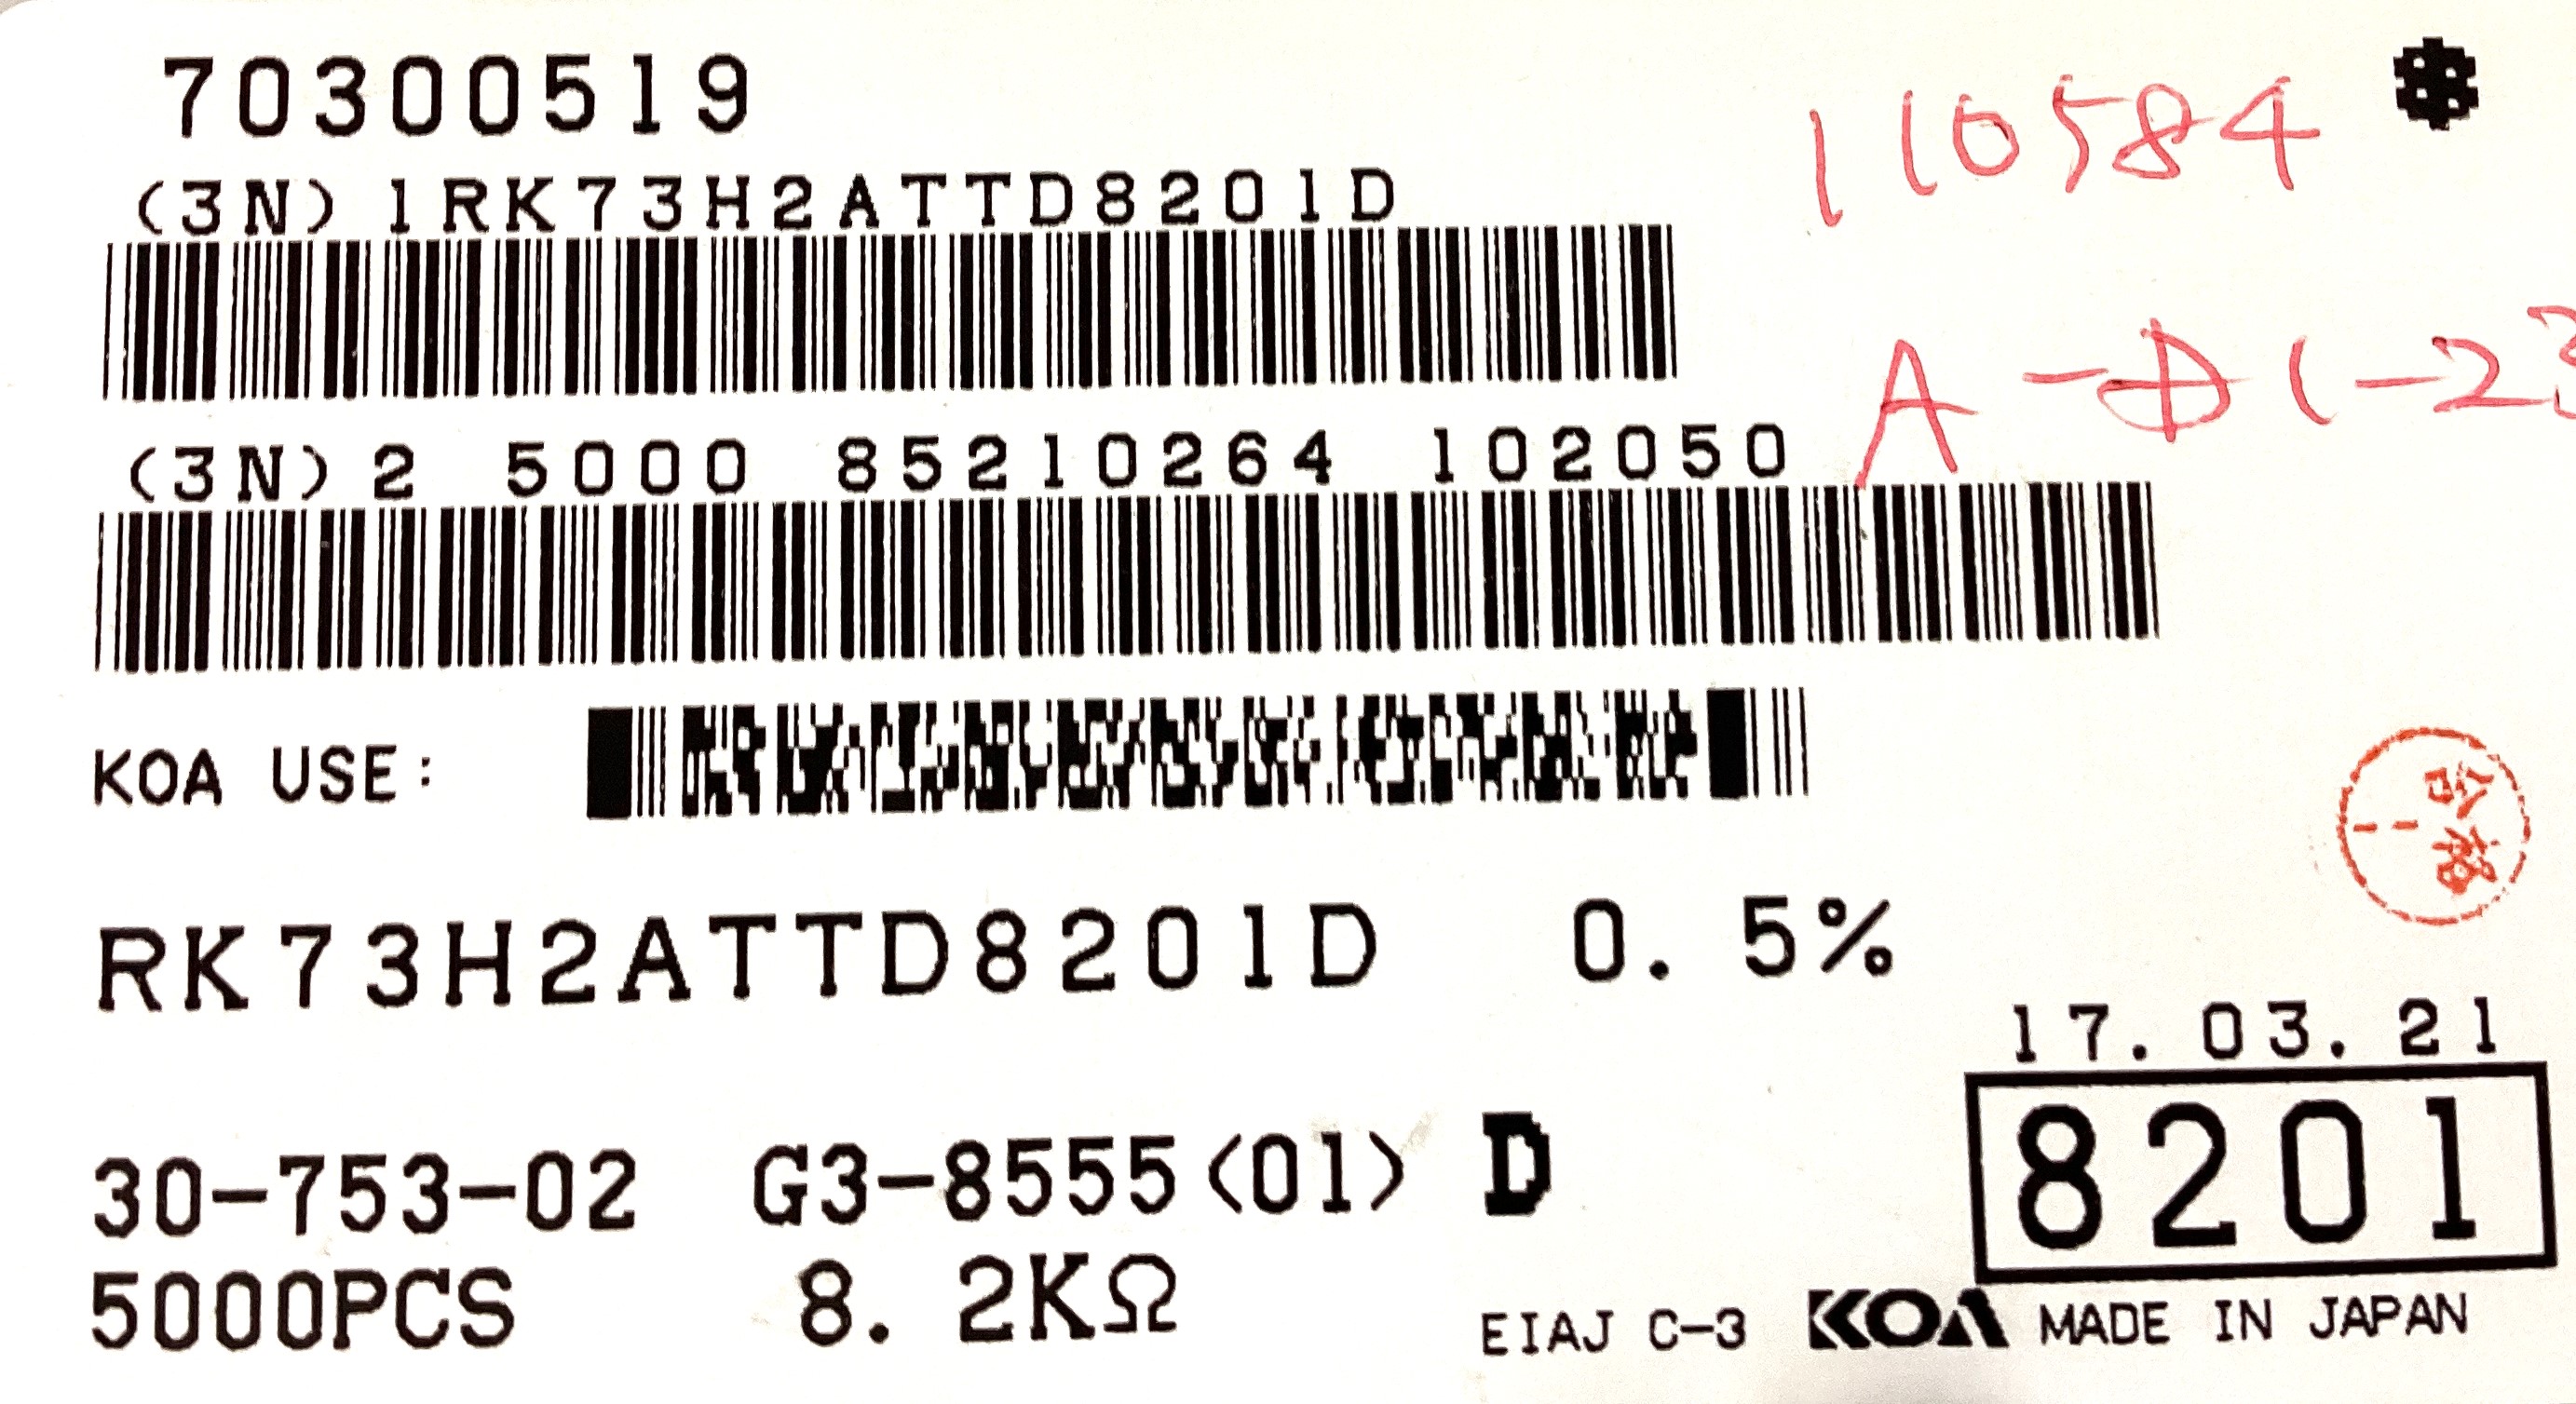 70300519
110584
(3N) 1RK73H2ATTD8201D
A-D1-23
(3N) 2 5000 85210264 102050
KOA USE:
RK73H2ATTD8201D 0.5%
17.03.21
8201
30-753-02 G3-8555<01> D
5000PCS 8.2KΩ
EIAJ C-3 KOA MADE IN JAPAN